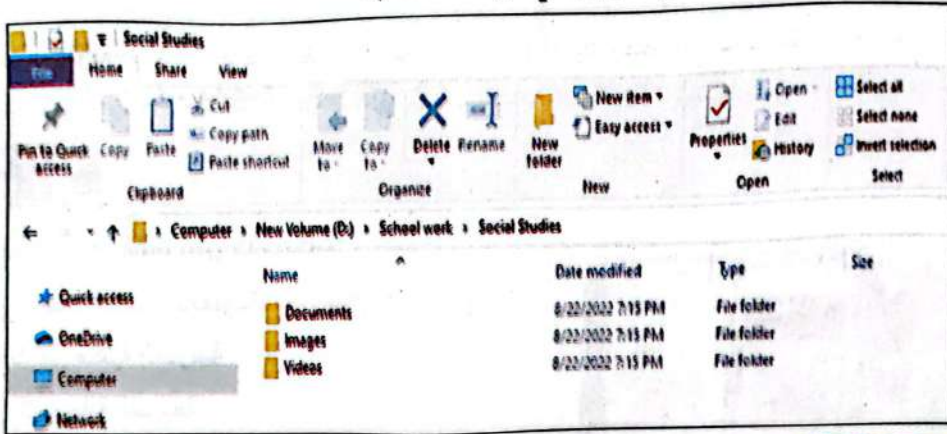 Social Studies
File Home Share View
Pin to Quick access Copy Paste Cut Copy path Paste shortcut
Move to Copy to Delete Rename New folder New item Easy access
Properties Open Edit History Select all Select none Invert selection
Clipboard Organize New Open Select
Computer New Volume (D:) School work Social Studies
Name Date modified Type Size
Quick access
OneDrive
Computer
Network
Documents 8/22/2022 7:15 PM File folder
Images 8/22/2022 7:15 PM File folder
Videos 8/22/2022 7:15 PM File folder